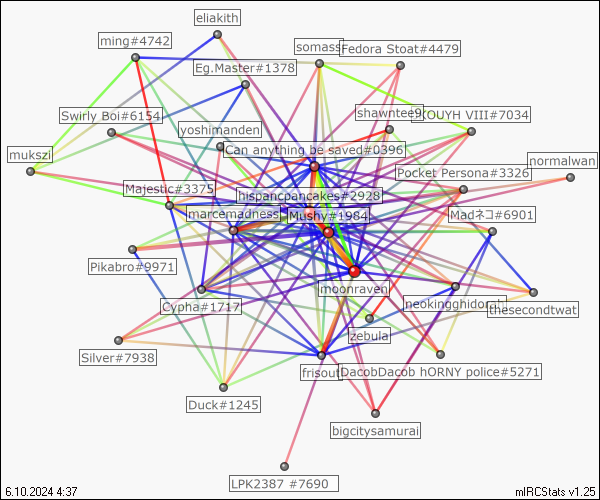 eliakith
ming#4742
somass
Fedora Stoat#4479
Eg.Master#1378
Swirly Boi#6154
shawntee9
KOUYH VIII#7034
yoshimanden
mukszi
Can anything be saved#0396
normalwan
Pocket Persona#3326
Majestic#3375
hispancpancakes#2928
marcemadness
Mushy#1984
Madネコ#6901
Pikabro#9971
moonraven
Cypha#1717
neokingghidorah
thesecondtwat
zebula
Silver#7938
frisout
DacobDacob hORNY police#5271
Duck#1245
bigcitysamurai
LPK2387 #7690
6.10.2024 4:37
mIRCStats v1.25